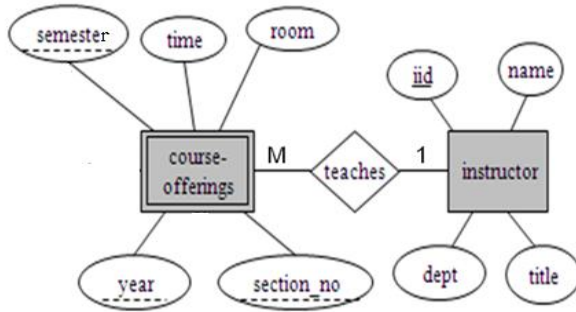 semester
time
room
iid
name
course-
offerings
M
teaches
1
instructor
year
section_no
dept
title